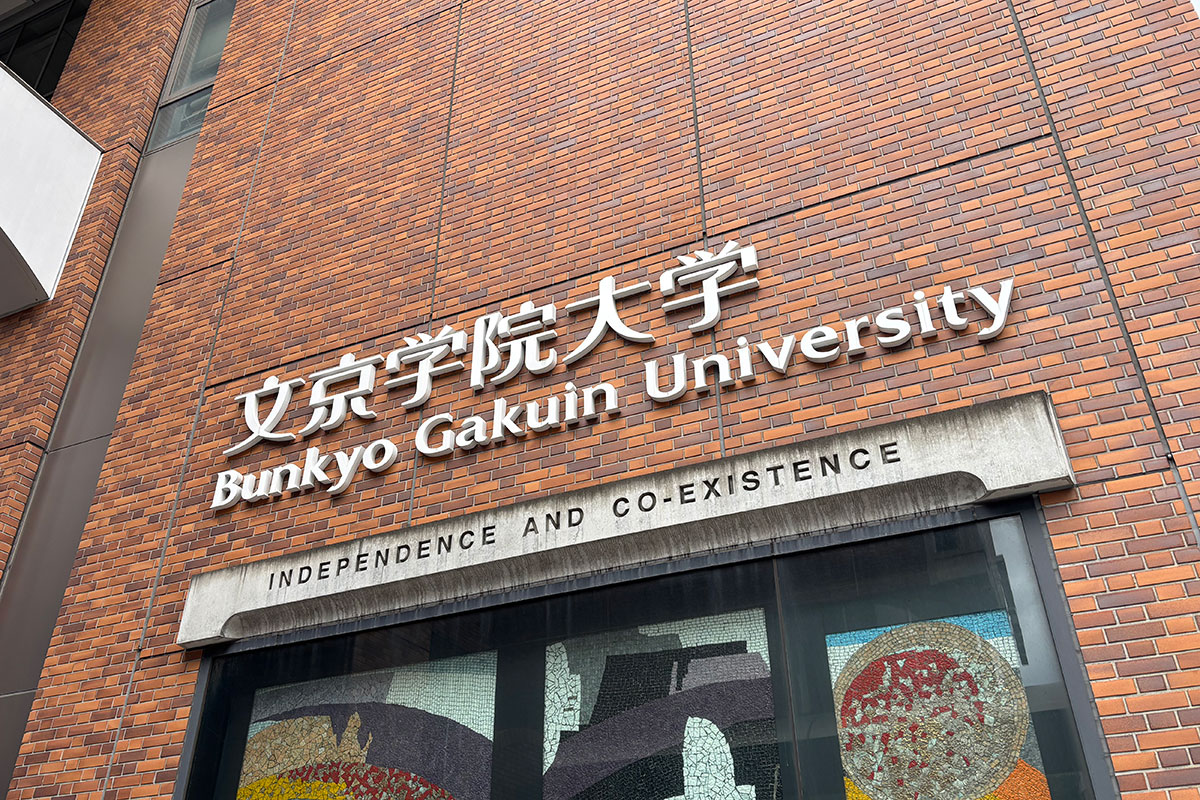 文京学院大学
Bunkyo Gakuin University
INDEPENDENCE AND CO-EXISTENCE